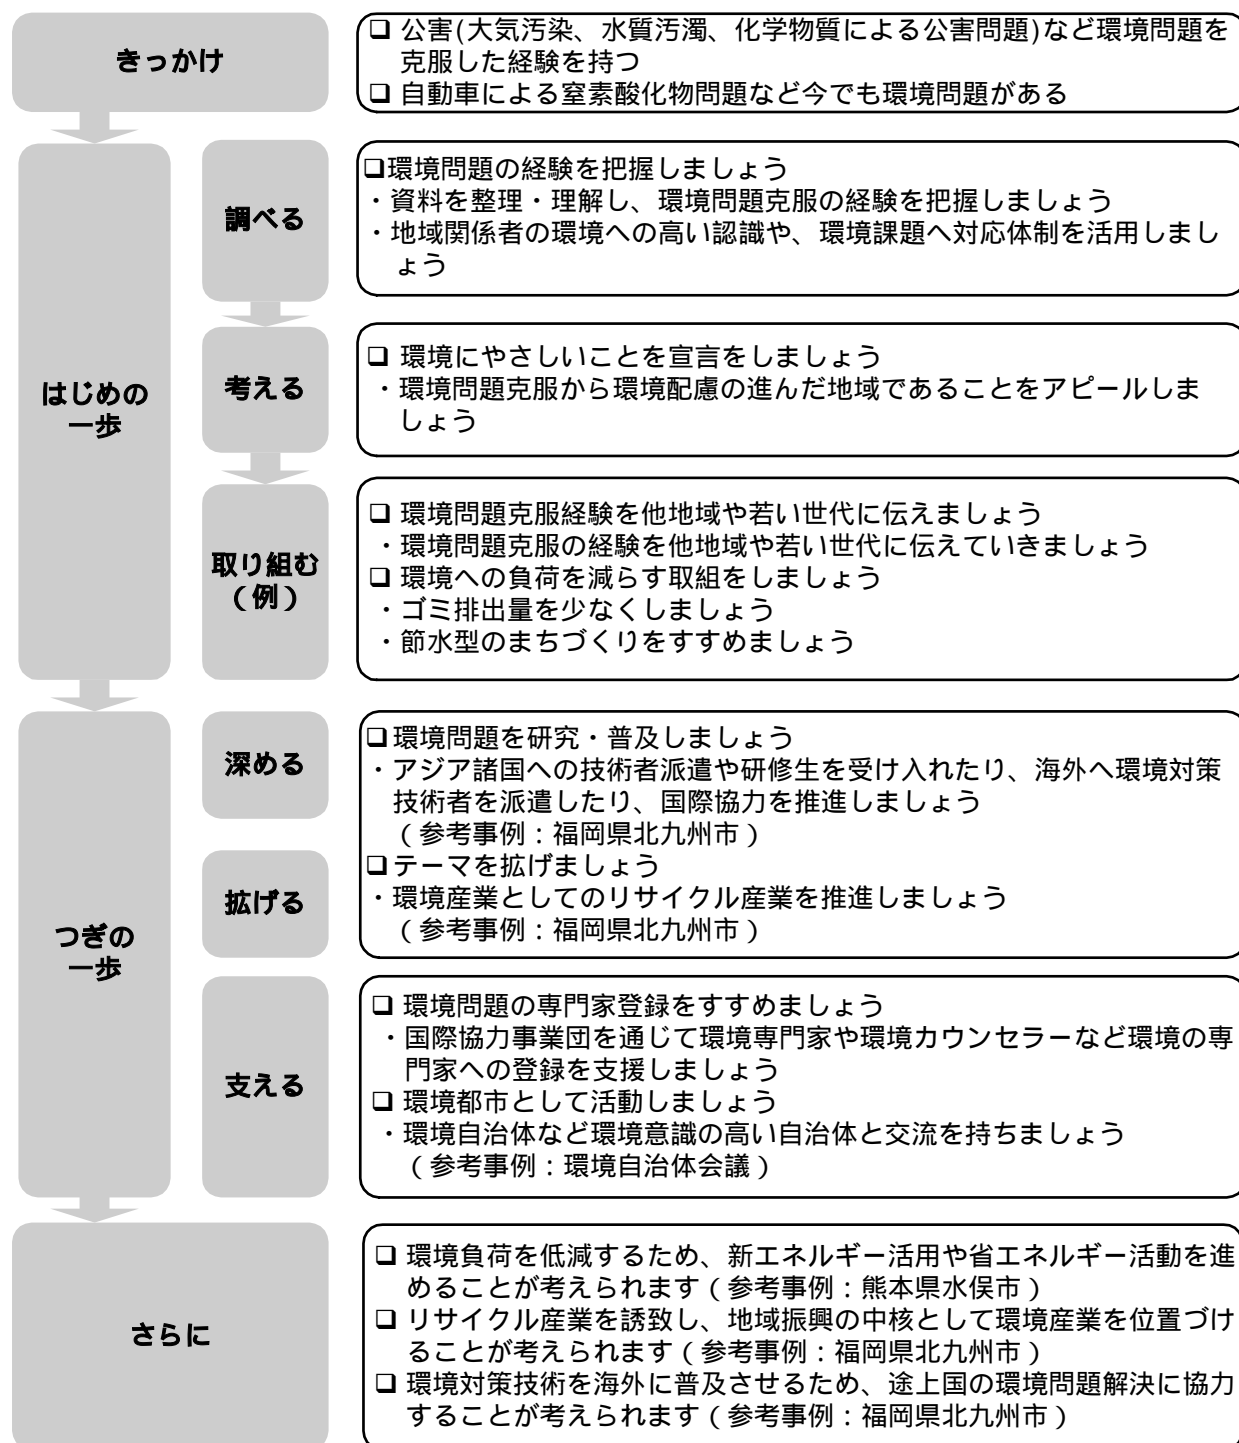 きっかけ
❑ 公害(大気汚染、水質汚濁、化学物質による公害問題)など環境問題を
克服した経験を持つ
❑ 自動車による窒素酸化物問題など今でも環境問題がある
はじめの
一歩
調べる
❑環境問題の経験を把握しましょう
・資料を整理・理解し、環境問題克服の経験を把握しましょう
・地域関係者の環境への高い認識や、環境課題へ対応体制を活用しまし
ょう
考える
❑ 環境にやさしいことを宣言をしましょう
・環境問題克服から環境配慮の進んだ地域であることをアピールしま
しょう
取り組む
(例)
❑ 環境問題克服経験を他地域や若い世代に伝えましょう
・環境問題克服の経験を他地域や若い世代に伝えていきましょう
❑ 環境への負荷を減らす取組をしましょう
・ゴミ排出量を少なくしましょう
・節水型のまちづくりをすすめましょう
つぎの
一歩
深める
❑環境問題を研究・普及しましょう
・アジア諸国への技術者派遣や研修生を受け入れたり、海外へ環境対策
技術者を派遣したり、国際協力を推進しましょう
(参考事例:福岡県北九州市)
拡げる
❑テーマを拡げましょう
・環境産業としてのリサイクル産業を推進しましょう
(参考事例:福岡県北九州市)
支える
❑ 環境問題の専門家登録をすすめましょう
・国際協力事業団を通じて環境専門家や環境カウンセラーなど環境の専
門家への登録を支援しましょう
❑ 環境都市として活動しましょう
・環境自治体など環境意識の高い自治体と交流を持ちましょう
(参考事例:環境自治体会議)
さらに
❑ 環境負荷を低減するため、新エネルギー活用や省エネルギー活動を進
めることが考えられます(参考事例:熊本県水俣市)
❑ リサイクル産業を誘致し、地域振興の中核として環境産業を位置づけ
ることが考えられます(参考事例:福岡県北九州市)
❑ 環境対策技術を海外に普及させるため、途上国の環境問題解決に協力
することが考えられます(参考事例:福岡県北九州市)